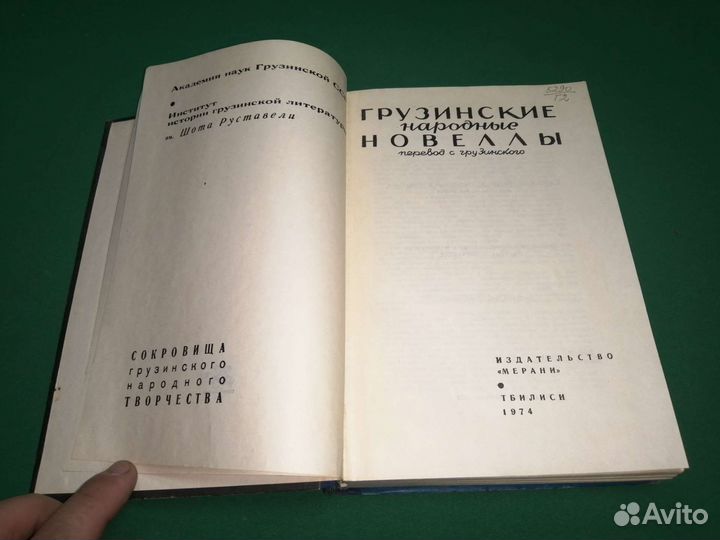 Академия наук Грузинской
Институт
истории грузинской литературы
им. Шота Руставели
СОКРОВИЩА
грузинского
народного
ТВОРЧЕСТВА
ГРУЗИНСКИЕ
народные
НОВЕЛЛЫ
перевод с грузинского
ИЗДАТЕЛЬСТВО
«МЕРАНИ»
ТБИЛИСИ
1974
Avito